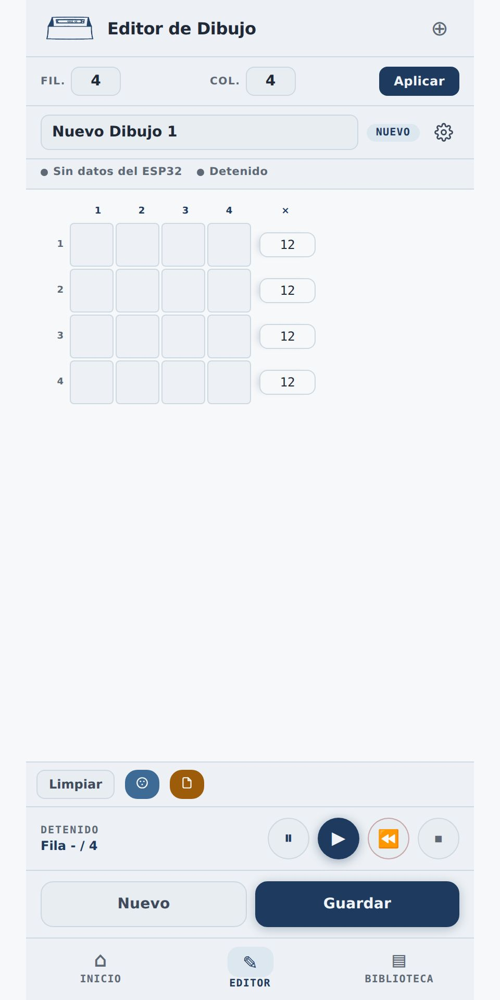 Editor de Dibujo
FIL. 4 COL. 4 Aplicar
Nuevo Dibujo 1 NUEVO
Sin datos del ESP32 Detenido
1 2 3 4 ×
1 12
2 12
3 12
4 12
Limpiar
DETENIDO
Fila - / 4
Nuevo Guardar
INICIO EDITOR BIBLIOTECA